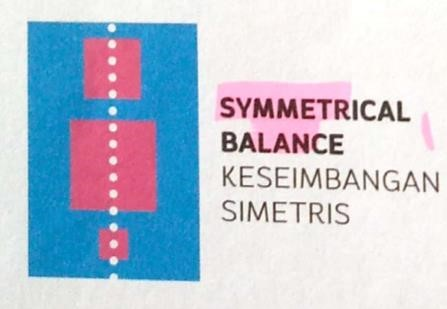 SYMMETRICAL
BALANCE
KESEIMBANGAN
SIMETRIS